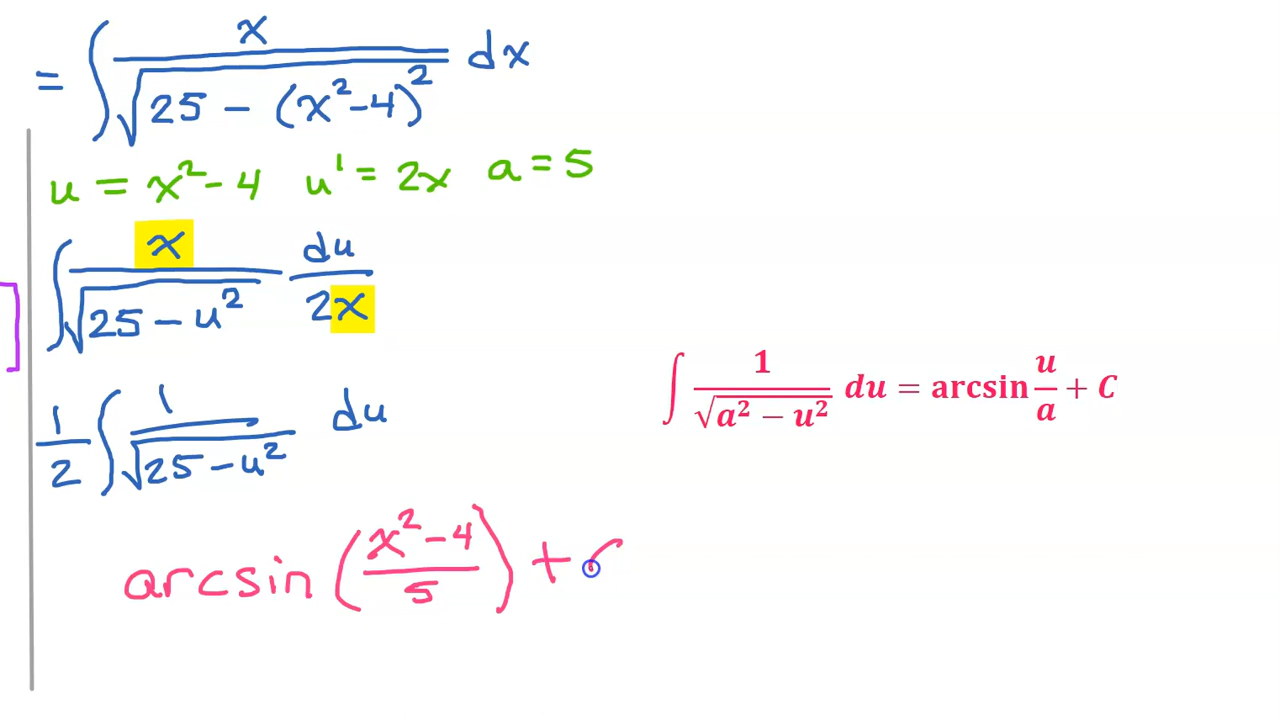 = ∫ x / √(25 − (x² − 4)²) dx
u = x² − 4 u' = 2x a = 5
∫ x / √(25 − u²) du / 2x
∫ 1 / √(a² − u²) du = arcsin u/a + C
1/2 ∫ 1 / √(25 − u²) du
arcsin ((x² − 4) / 5) +